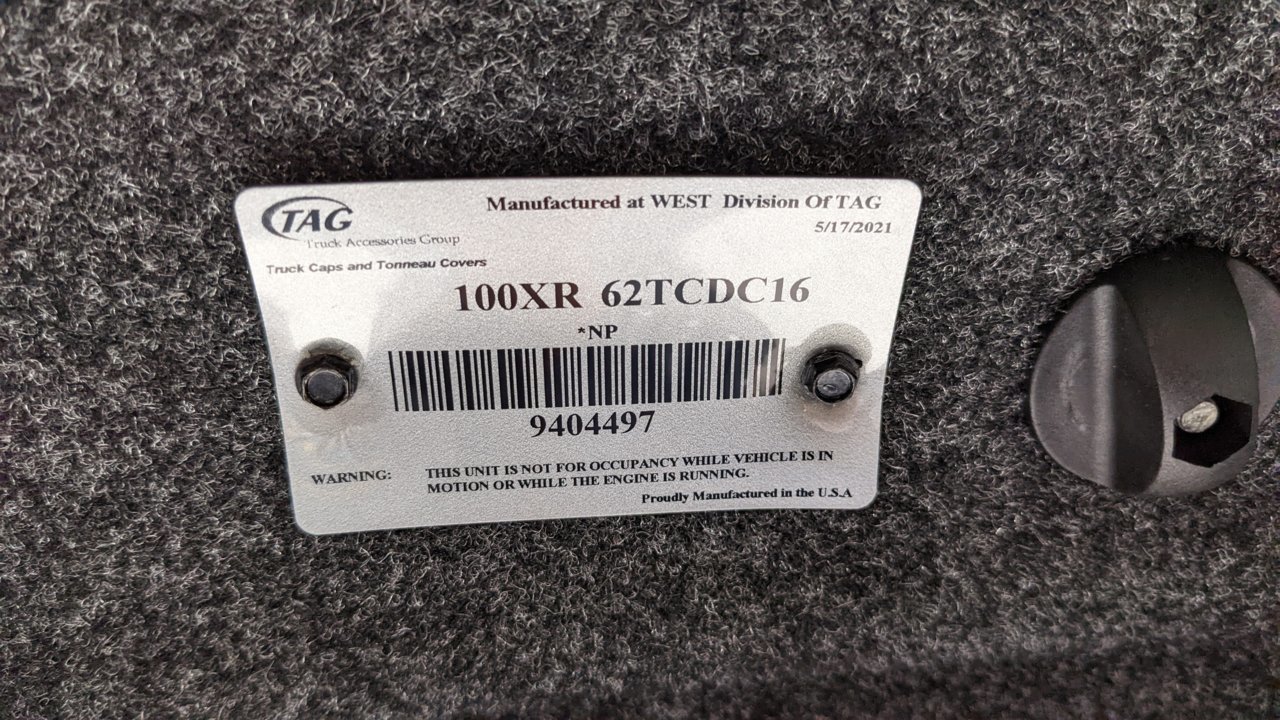 TAG
Truck Accessories Group
Truck Caps and Tonneau Covers
Manufactured at WEST Division Of TAG
5/17/2021
100XR 62TCDC16
*NP
9404497
WARNING: THIS UNIT IS NOT FOR OCCUPANCY WHILE VEHICLE IS IN
MOTION OR WHILE THE ENGINE IS RUNNING.
Proudly Manufactured in the U.S.A